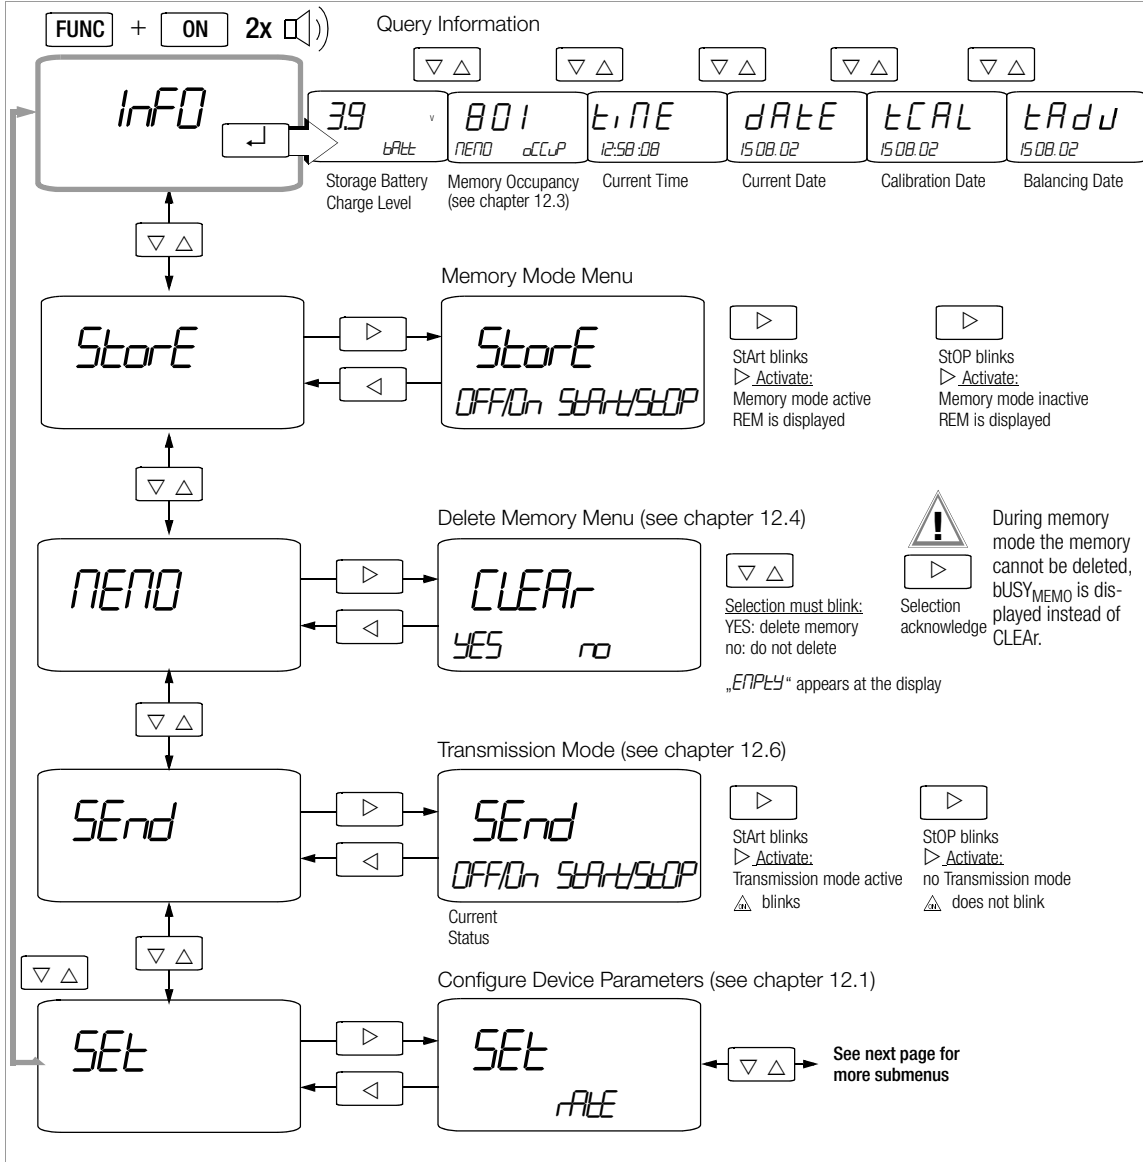 FUNC + ON 2x Query Information
InFO
3.9 V
bAtt
Storage Battery
Charge Level
801
MEMO oCCuP
Memory Occupancy
(see chapter 12.3)
tiME
12:58:08
Current Time
dAtE
15.08.02
Current Date
tCAL
15.08.02
Calibration Date
tAdJ
15.08.02
Balancing Date
StorE
Memory Mode Menu
StorE
OFF/On StArt/StOP
StArt blinks
Activate:
Memory mode active
REM is displayed
StOP blinks
Activate:
Memory mode inactive
REM is displayed
MEMO
Delete Memory Menu (see chapter 12.4)
CLEAr
YES no
Selection must blink:
YES: delete memory
no: do not delete
„EMPtY“ appears at the display
Selection
acknowledge
During memory
mode the memory
cannot be deleted,
bUSYMEMO is dis-
played instead of
CLEAr.
SEnd
Transmission Mode (see chapter 12.6)
SEnd
OFF/On StArt/StOP
Current
Status
StArt blinks
Activate:
Transmission mode active
ON blinks
StOP blinks
Activate:
no Transmission mode
ON does not blink
SEt
Configure Device Parameters (see chapter 12.1)
SEt
rAtE
See next page for
more submenus